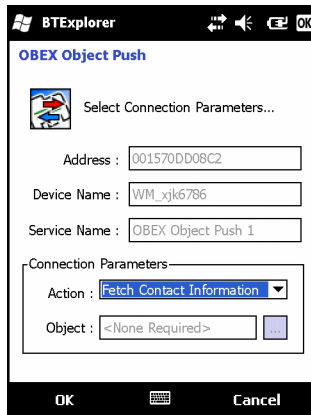 BTExplorer OK
OBEX Object Push
Select Connection Parameters...
Address : 001570DD08C2
Device Name : WM_xjk6786
Service Name : OBEX Object Push 1
Connection Parameters
Action : Fetch Contact Information
Object : <None Required> ...
OK Cancel